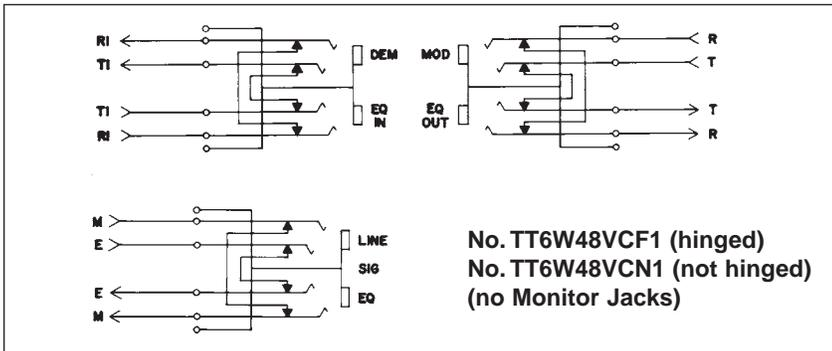 RI
TI
TI
RI
DEM
EQ
IN
MOD
EQ
OUT
R
T
T
R
M
E
E
M
LINE
SIG
EQ
No. TT6W48VCF1 (hinged)
No. TT6W48VCN1 (not hinged)
(no Monitor Jacks)